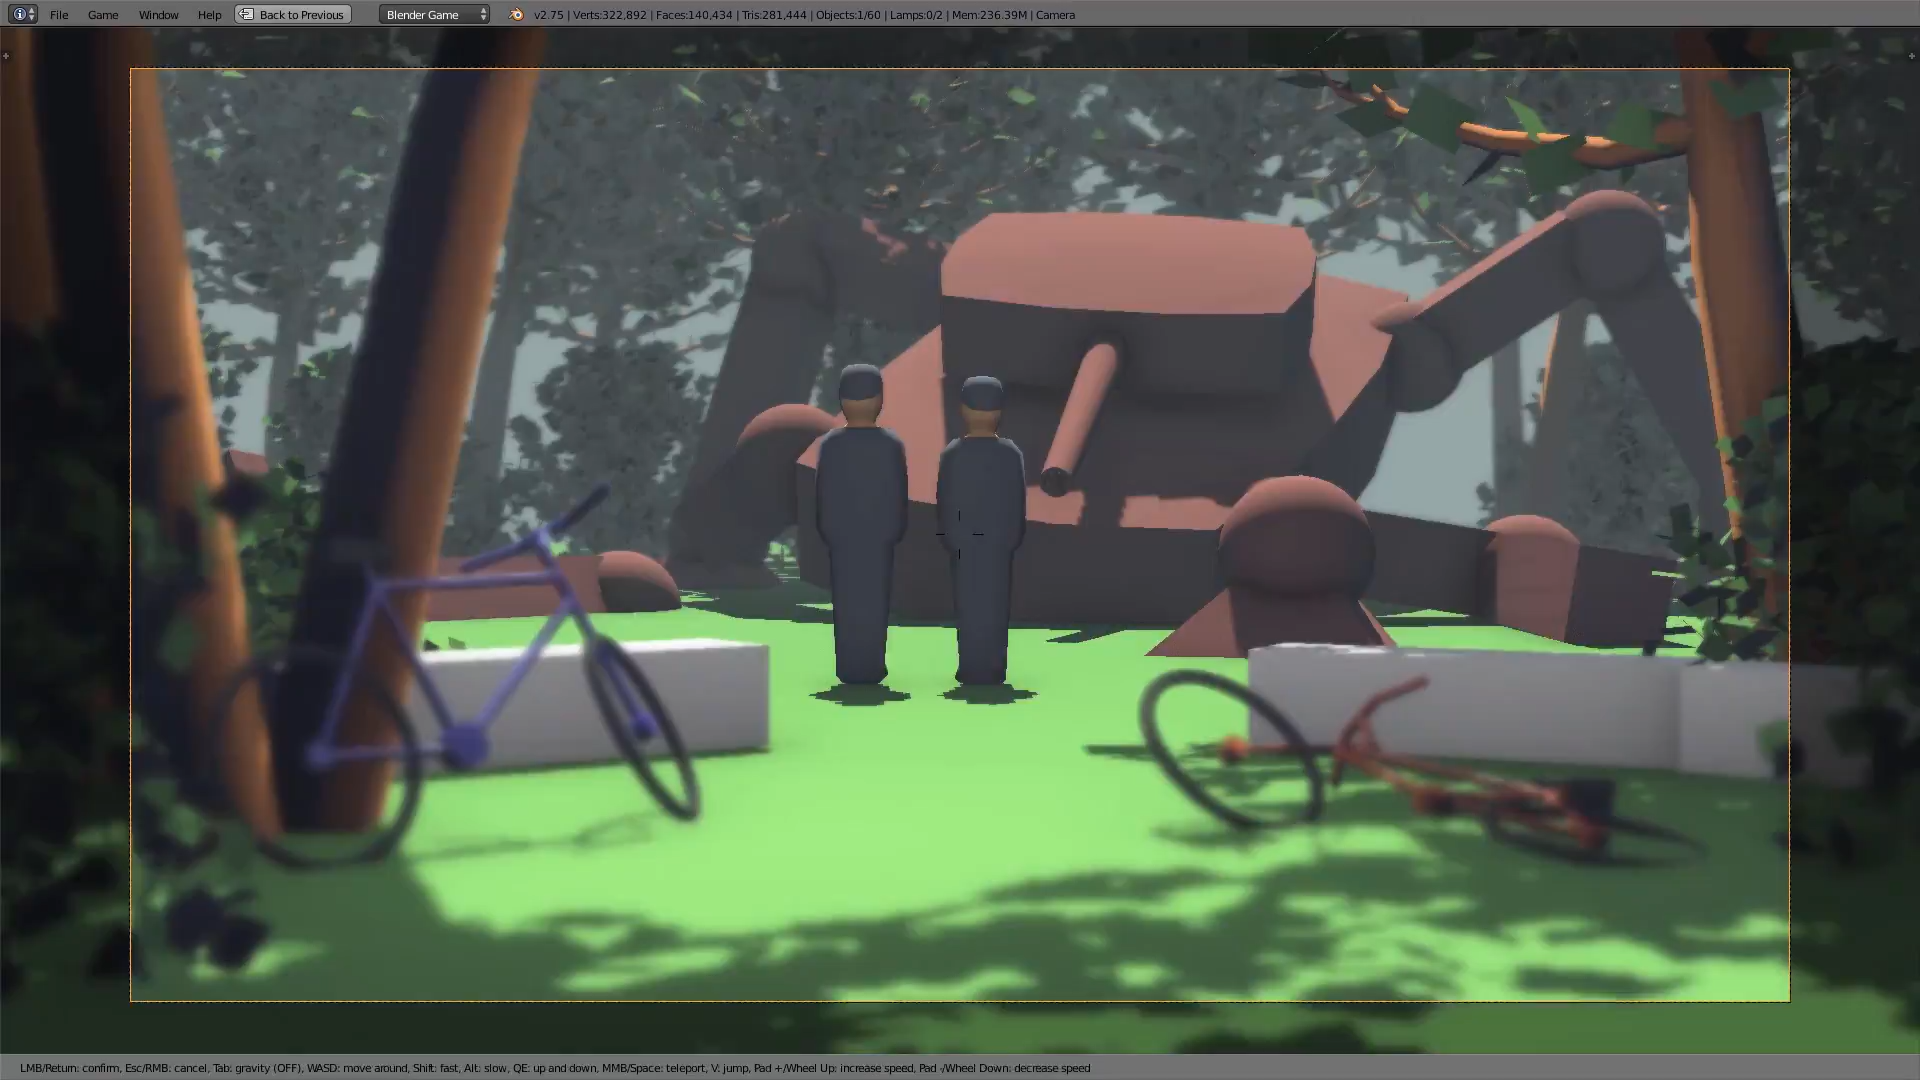 File Game Window Help Back to Previous Blender Game v2.75 | Verts:322,892 | Faces:140,434 | Tris:281,444 | Objects:1/60 | Lamps:0/2 | Mem:236.39M | Camera
LMB/Return: confirm, Esc/RMB: cancel, Tab: gravity (OFF), WASD: move around, Shift: fast, Alt: slow, QE: up and down, MMB/Space: teleport, V: jump, Pad +/Wheel Up: increase speed, Pad -/Wheel Down: decrease speed